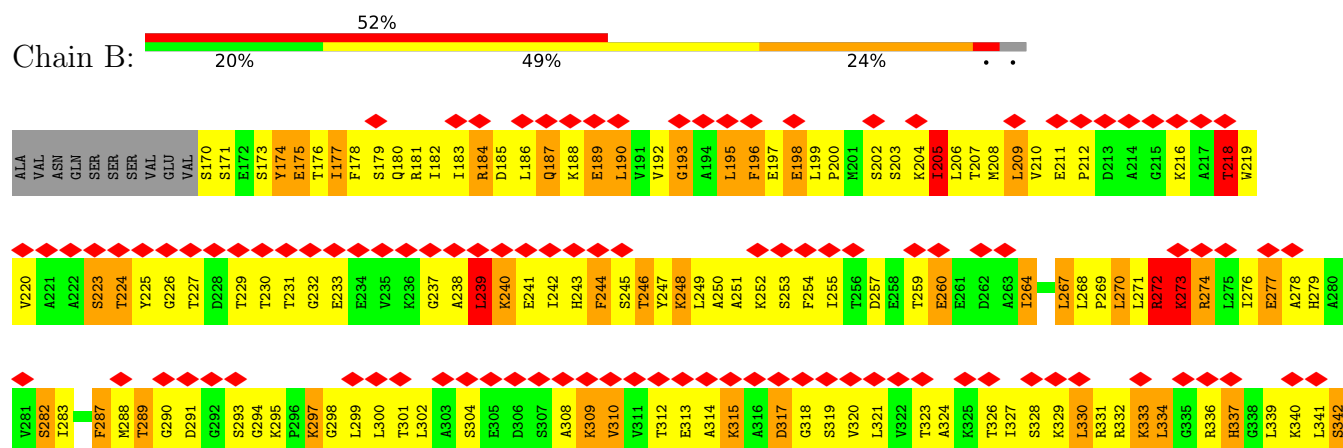 52%
Chain B:
20% 49% 24% • •
ALA VAL ASN GLN SER SER SER VAL GLU VAL S170 S171 E172 S173 Y174 E175 T176 I177 F178 S179 Q180 R181 I182 I183 R184 D185 L186 Q187 K188 E189 L190 V191 V192 G193 A194 L195 F196 E197 E198 L199 P200 M201 S202 S203 K204 I205 L206 T207 M208 L209 V210 E211 P212 D213 A214 G215 K216 A217 T218 W219
V220 A221 A222 S223 T224 Y225 G226 T227 D228 T229 T230 T231 G232 E233 E234 V235 K236 G237 A238 L239 K240 E241 I242 H243 F244 S245 T246 Y247 K248 L249 A250 A251 K252 S253 F254 I255 T256 D257 E258 T259 E260 E261 D262 A263 I264 L267 L268 P269 L270 L271 R272 K273 R274 L275 I276 E277 A278 H279 A280
V281 S282 I283 F287 M288 T289 G290 D291 G292 S293 G294 K295 P296 K297 G298 L299 L300 T301 L302 A303 S304 E305 D306 S307 A308 K309 V310 V311 T312 E313 A314 K315 A316 D317 G318 S319 V320 L321 V322 T323 A324 K325 T326 I327 S328 K329 L330 R331 R332 K333 L334 G335 R336 H337 G338 L339 K340 L341